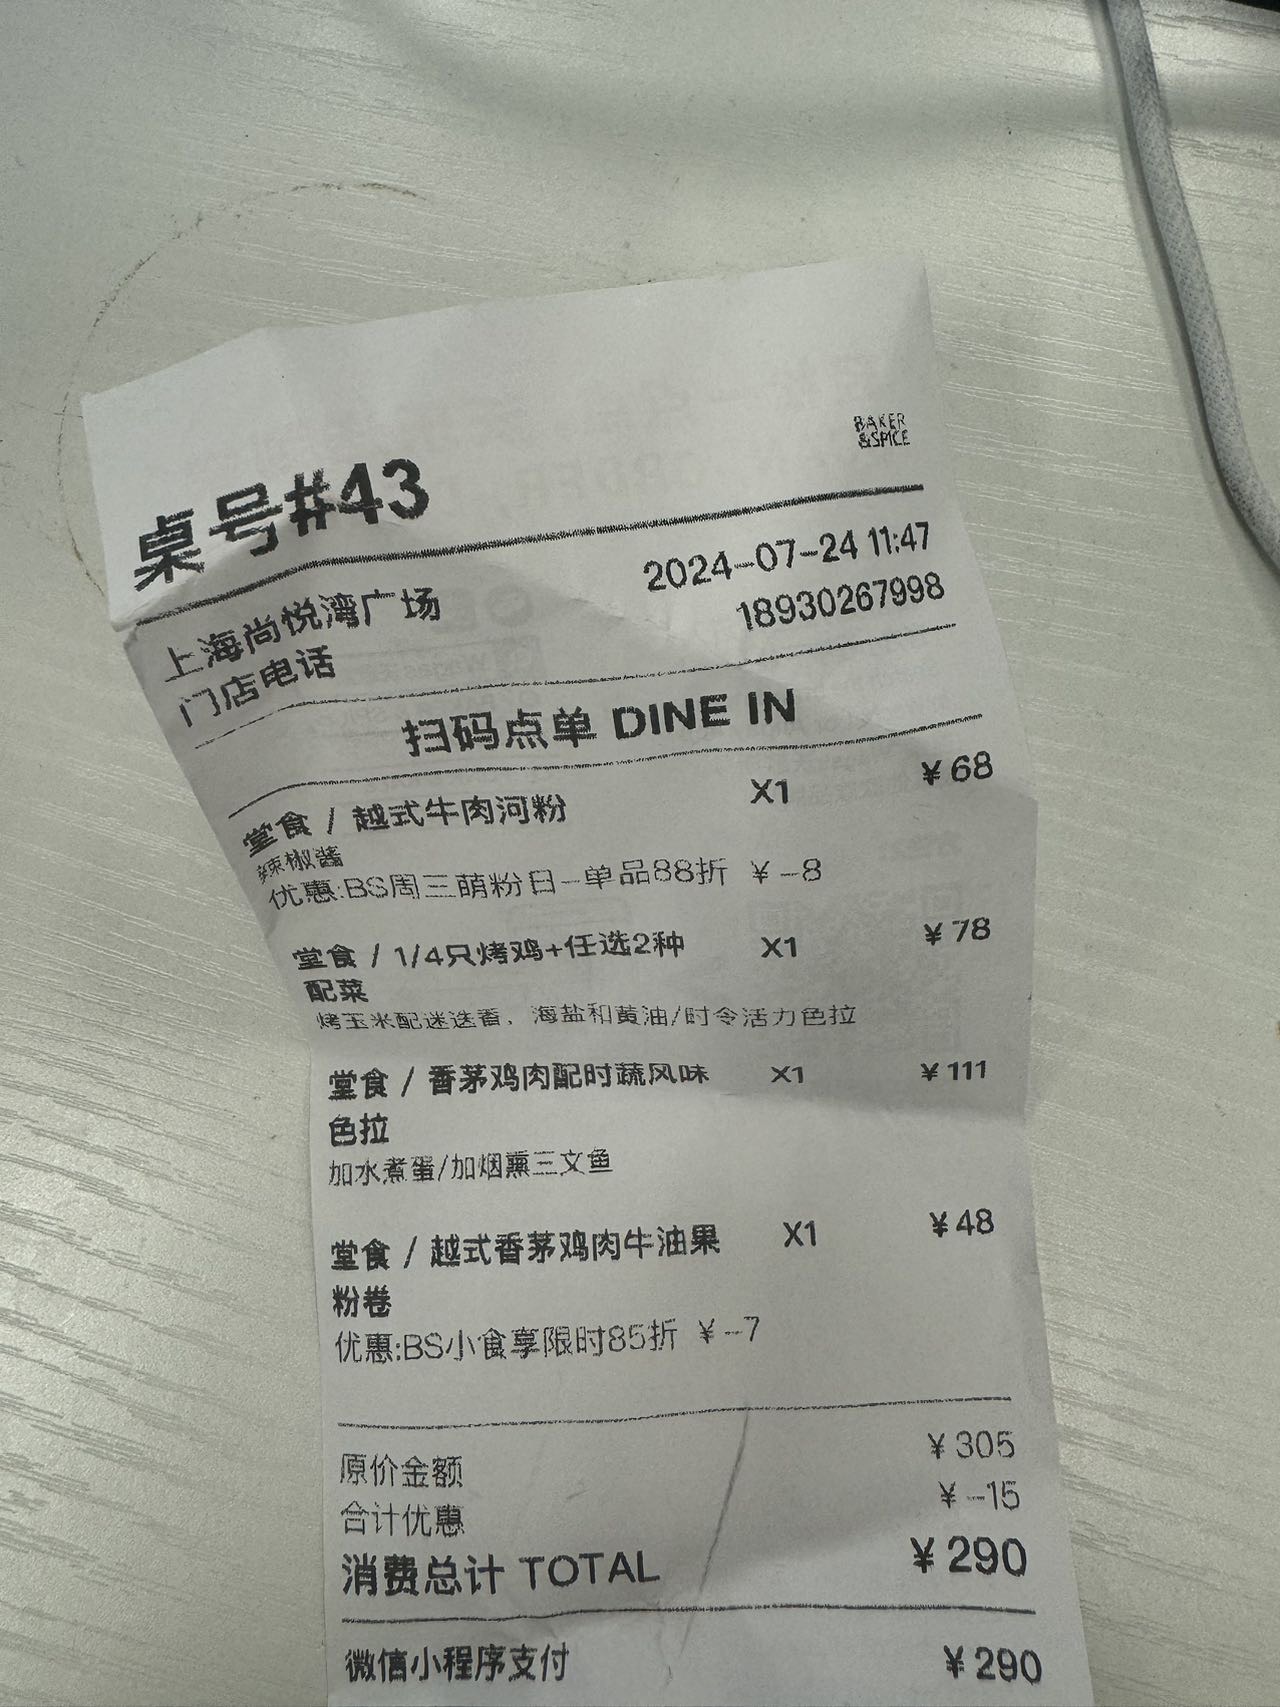 BAKER
&SPICE
桌号#43
2024-07-24 11:47
上海尚悦湾广场
18930267998
门店电话
扫码点单 DINE IN
堂食 / 越式牛肉河粉 X1 ¥68
辣椒酱
优惠:BS周三萌粉日-单品88折 ¥-8
堂食 / 1/4只烤鸡+任选2种 X1 ¥78
配菜
烤玉米配迷迭香，海盐和黄油/时令活力色拉
堂食 / 香茅鸡肉配时蔬风味 X1 ¥111
色拉
加水煮蛋/加烟熏三文鱼
堂食 / 越式香茅鸡肉牛油果 X1 ¥48
粉卷
优惠:BS小食享限时85折 ¥-7
原价金额 ¥305
合计优惠 ¥-15
消费总计 TOTAL ¥290
微信小程序支付 ¥290